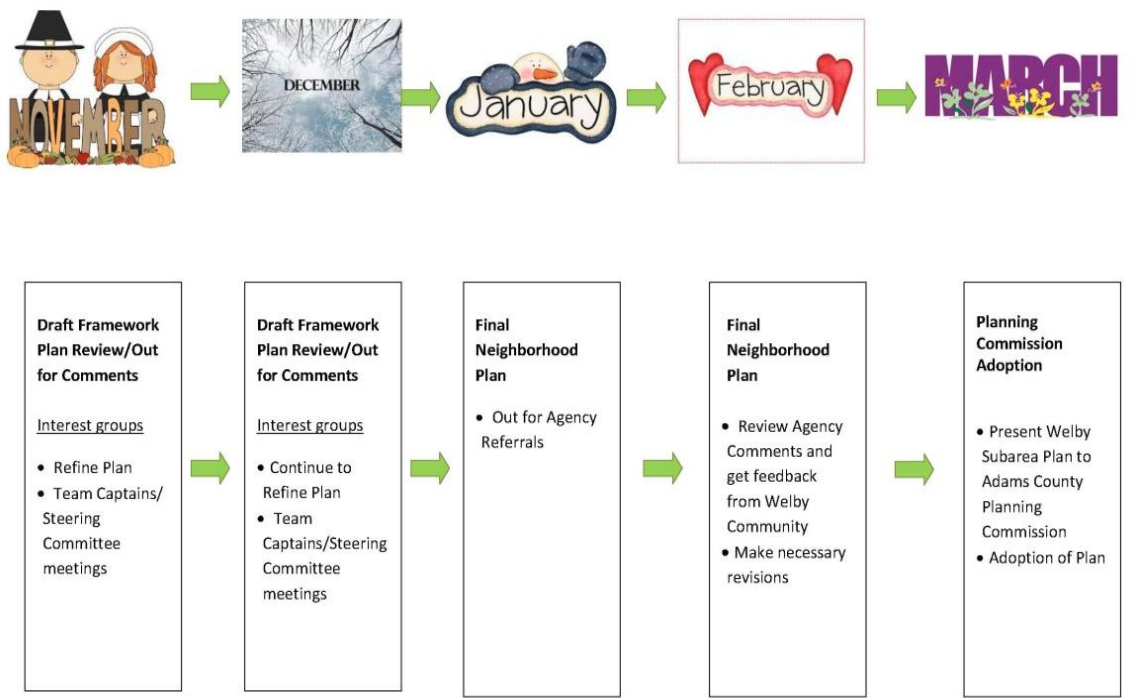 NOVEMBER
DECEMBER
January
February
MARCH
Draft Framework
Plan Review/Out
for Comments
Interest groups
• Refine Plan
• Team Captains/
Steering
Committee
meetings
Draft Framework
Plan Review/Out
for Comments
Interest groups
• Continue to
Refine Plan
• Team
Captains/Steering
Committee
meetings
Final
Neighborhood
Plan
• Out for Agency
Referrals
Final
Neighborhood
Plan
• Review Agency
Comments and
get feedback
from Welby
Community
• Make necessary
revisions
Planning
Commission
Adoption
• Present Welby
Subarea Plan to
Adams County
Planning
Commission
• Adoption of Plan